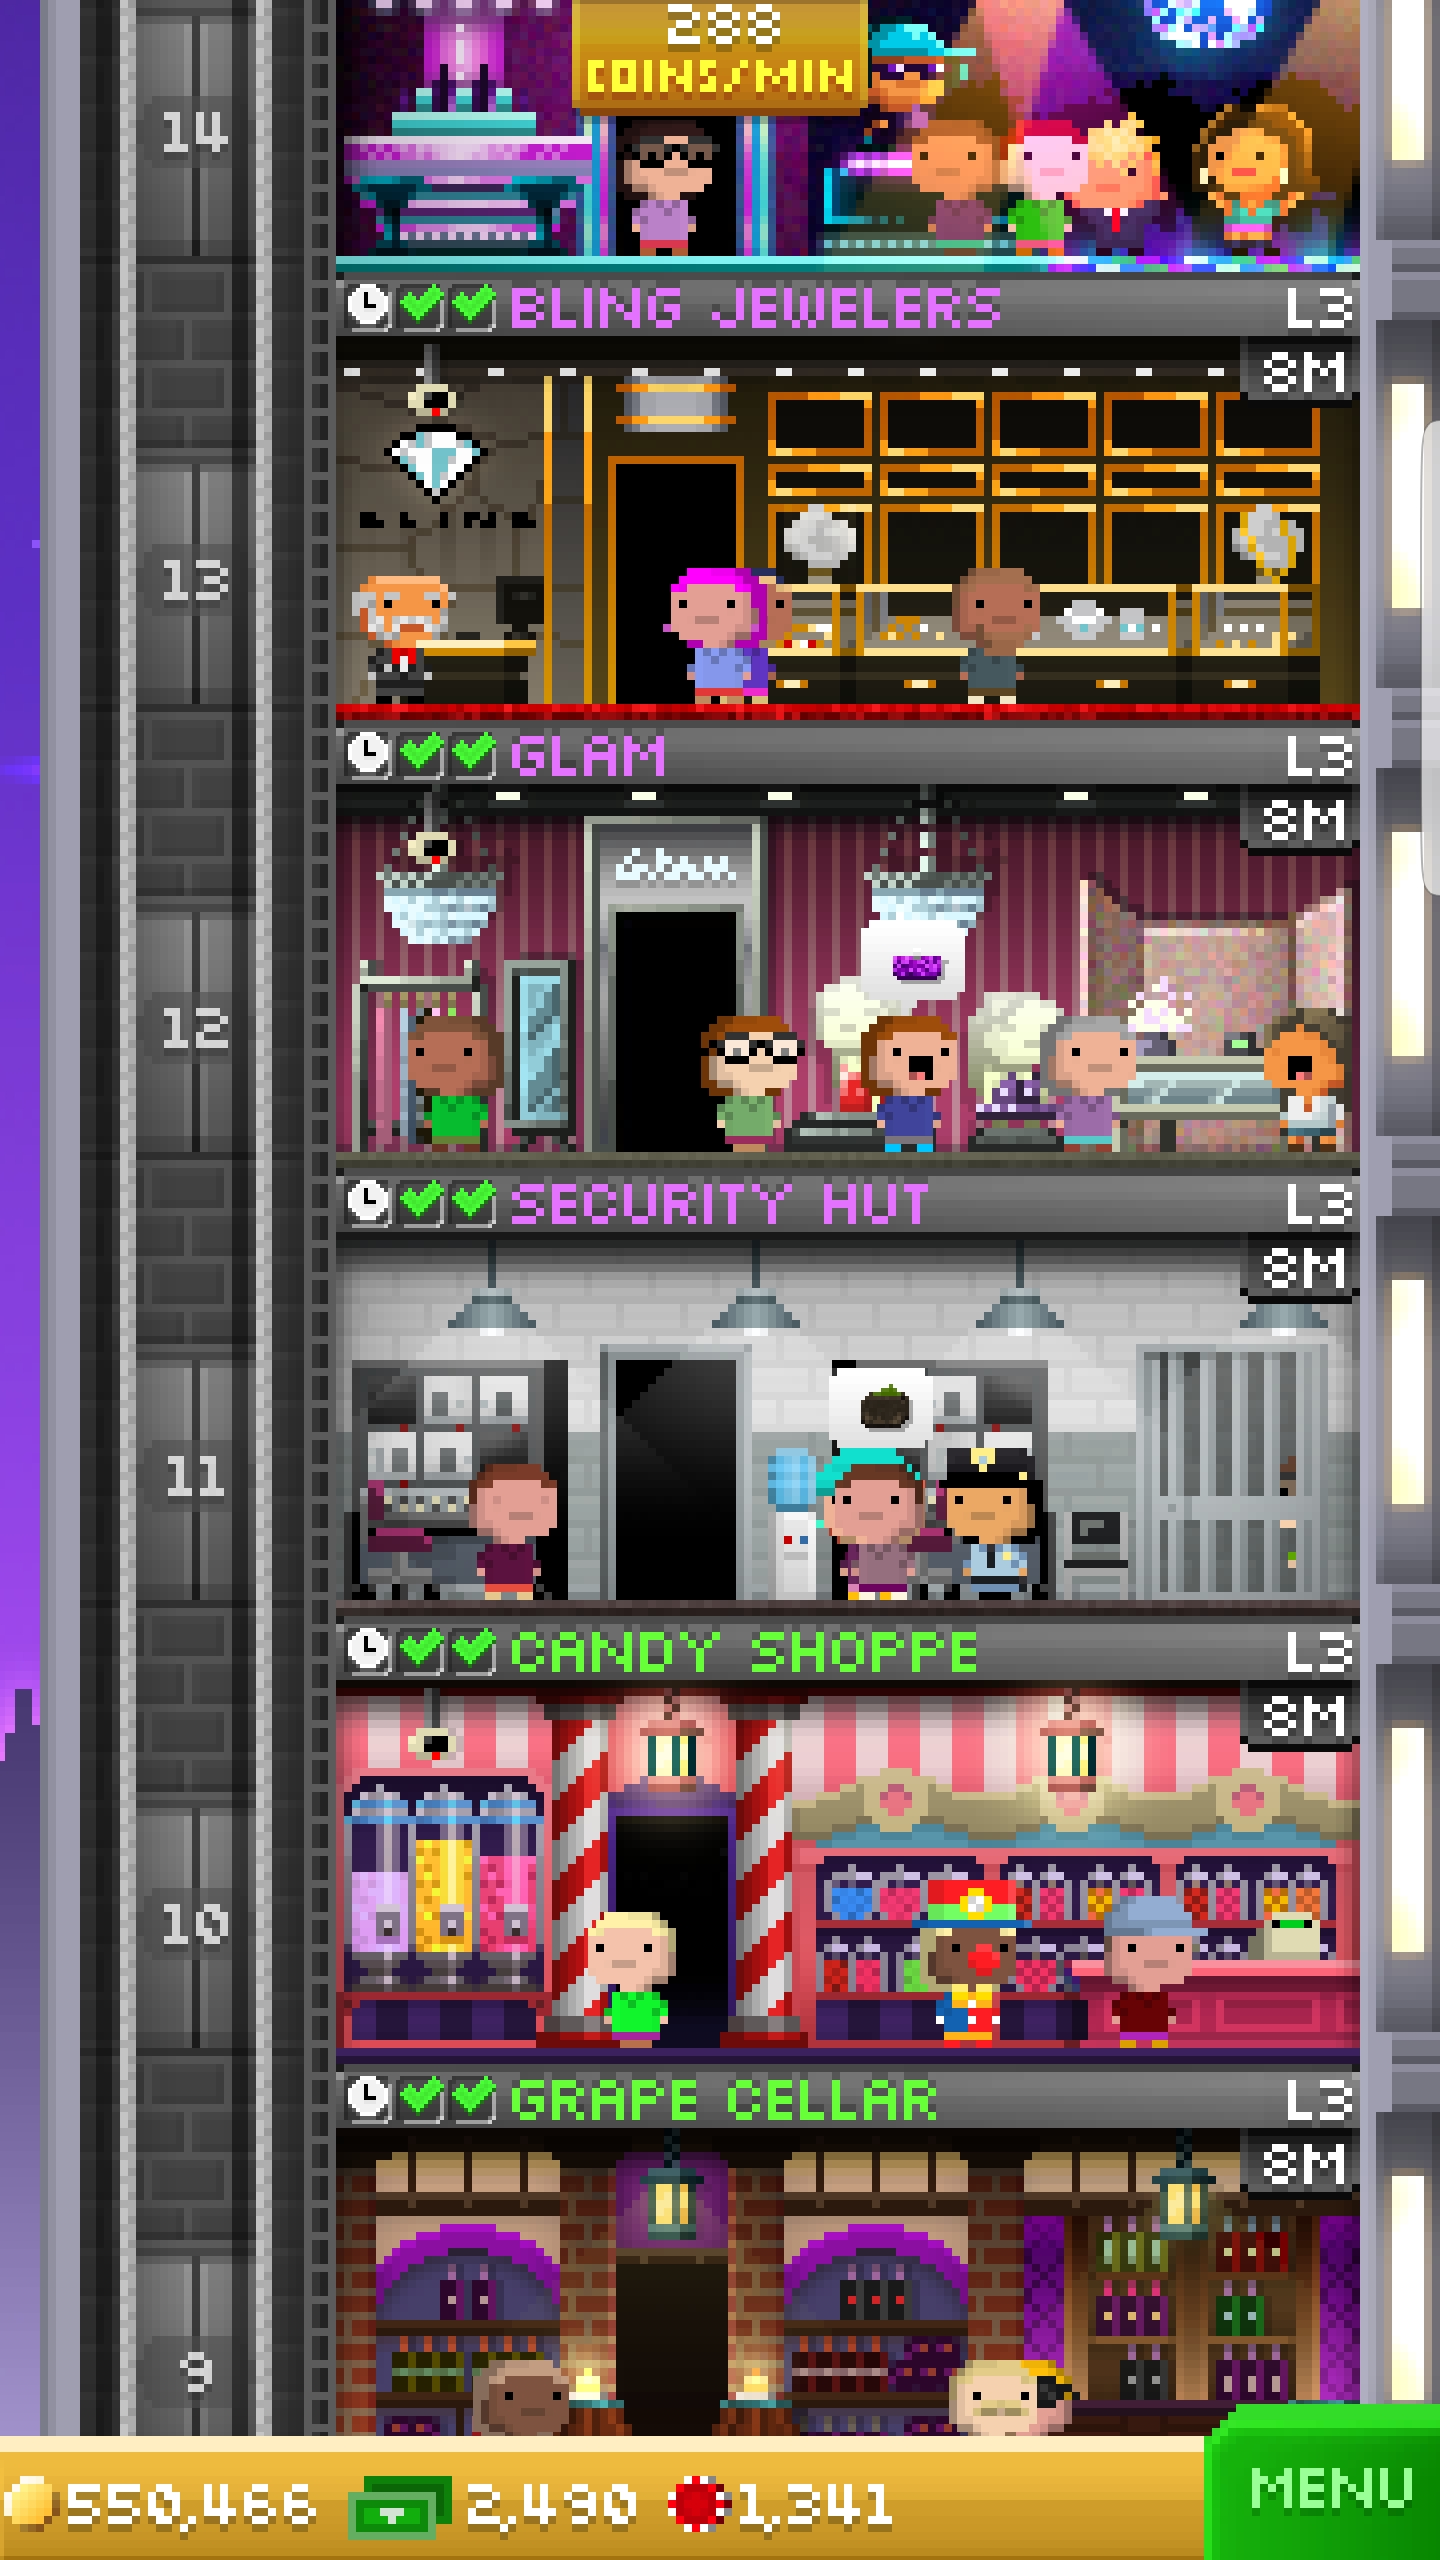 288
COINS/MIN
14
BLING JEWELERS L3
8M
BLING
13
GLAM L3
8M
Glam
12
SECURITY HUT L3
8M
11
CANDY SHOPPE L3
8M
10
GRAPE CELLAR L3
8M
9
550,466 2,490 1,341
MENU